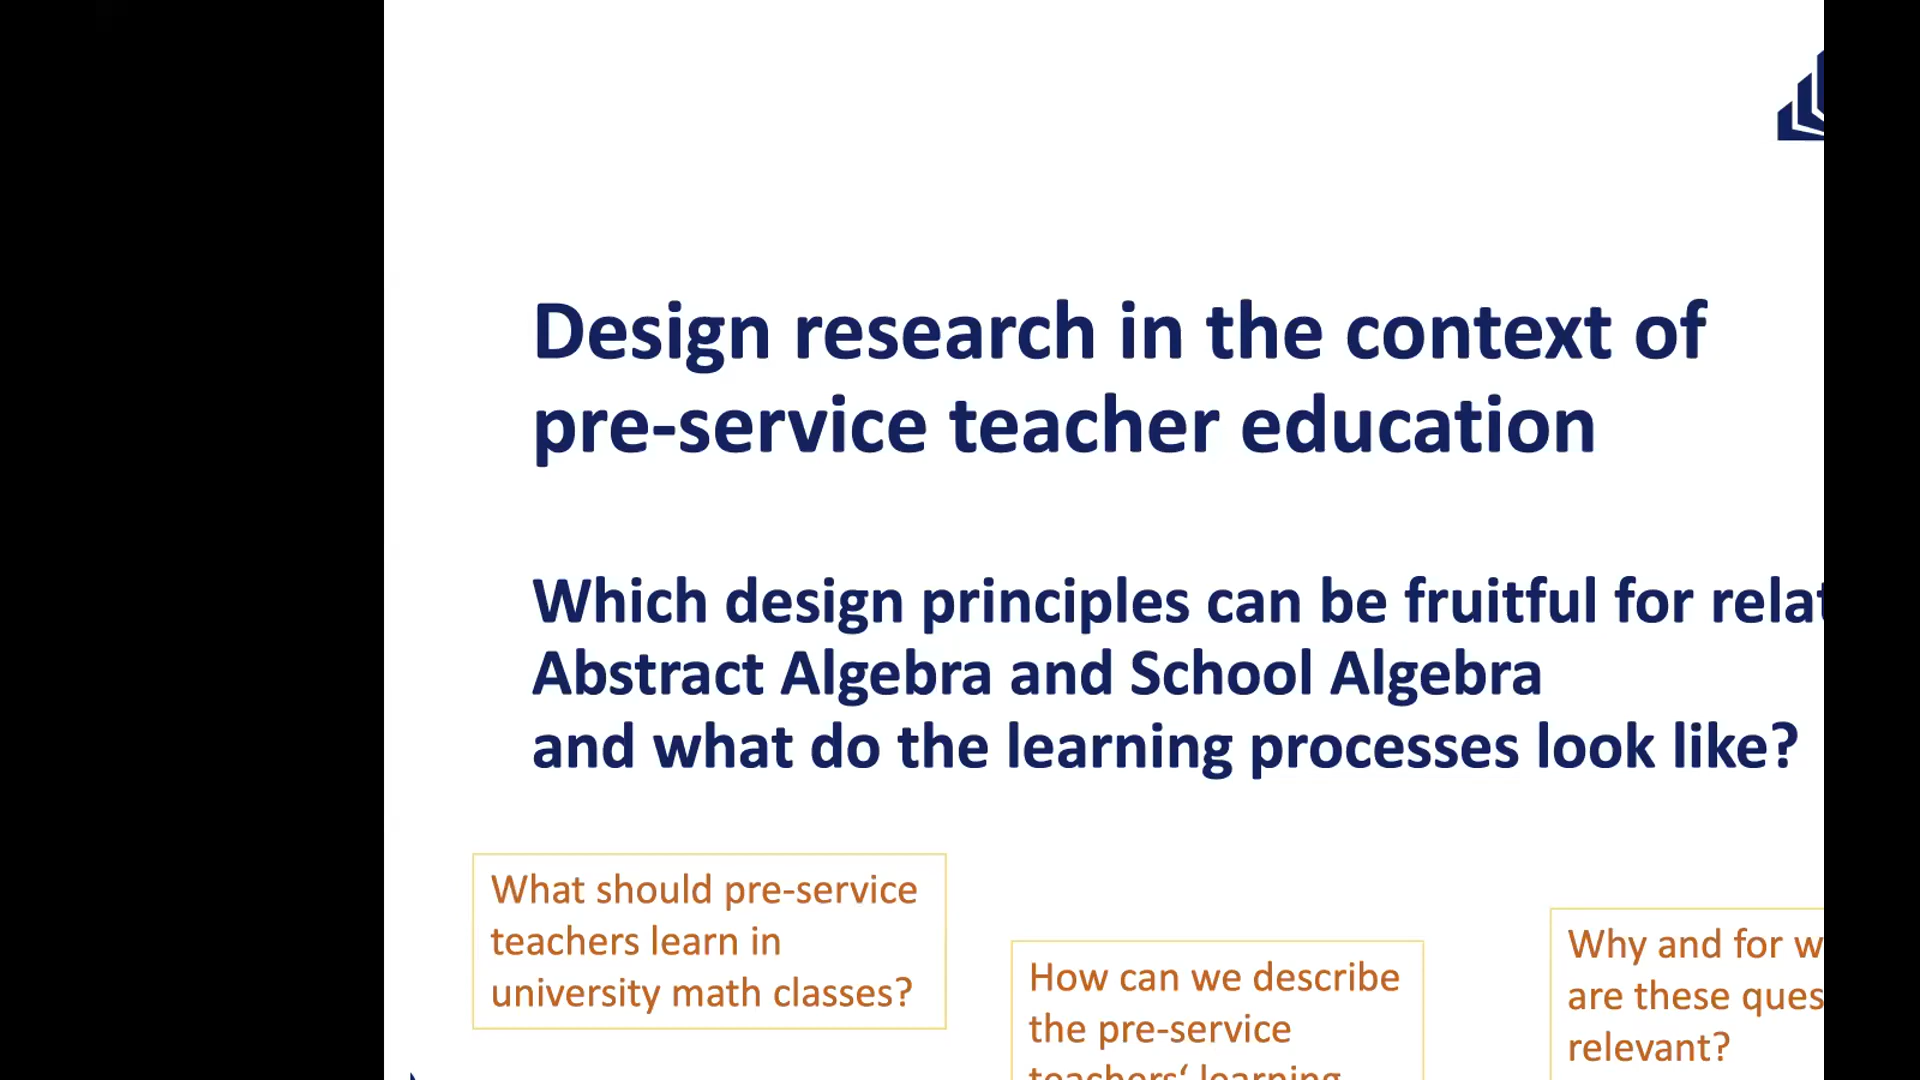 Design research in the context of
pre-service teacher education
Which design principles can be fruitful for
Abstract Algebra and School Algebra
and what do the learning processes look like?
What should pre-service
teachers learn in
university math classes?
How can we describe
the pre-service
teachers‘ learning
Why and for
are these
relevant?